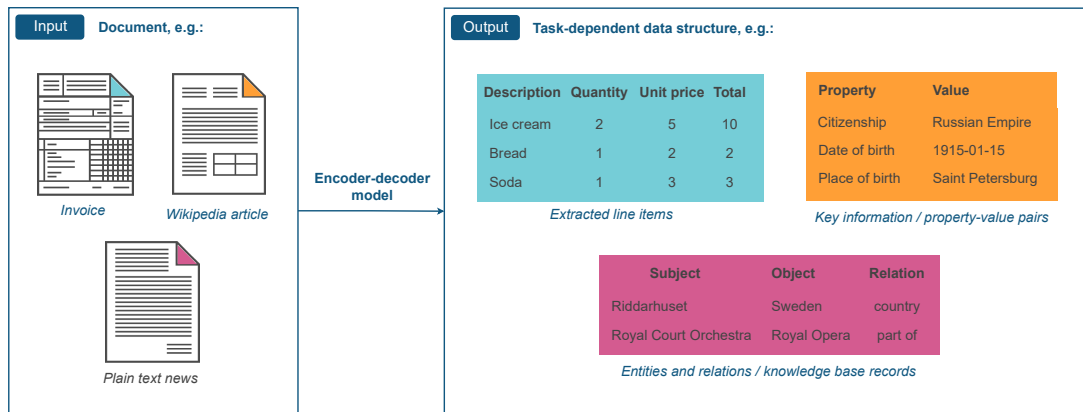 Input
Document, e.g.:
Invoice
Wikipedia article
Plain text news
Encoder-decoder
model
Output
Task-dependent data structure, e.g.:
Description Quantity Unit price Total
Ice cream 2 5 10
Bread 1 2 2
Soda 1 3 3
Extracted line items
Property Value
Citizenship Russian Empire
Date of birth 1915-01-15
Place of birth Saint Petersburg
Key information / property-value pairs
Subject Object Relation
Riddarhuset Sweden country
Royal Court Orchestra Royal Opera part of
Entities and relations / knowledge base records